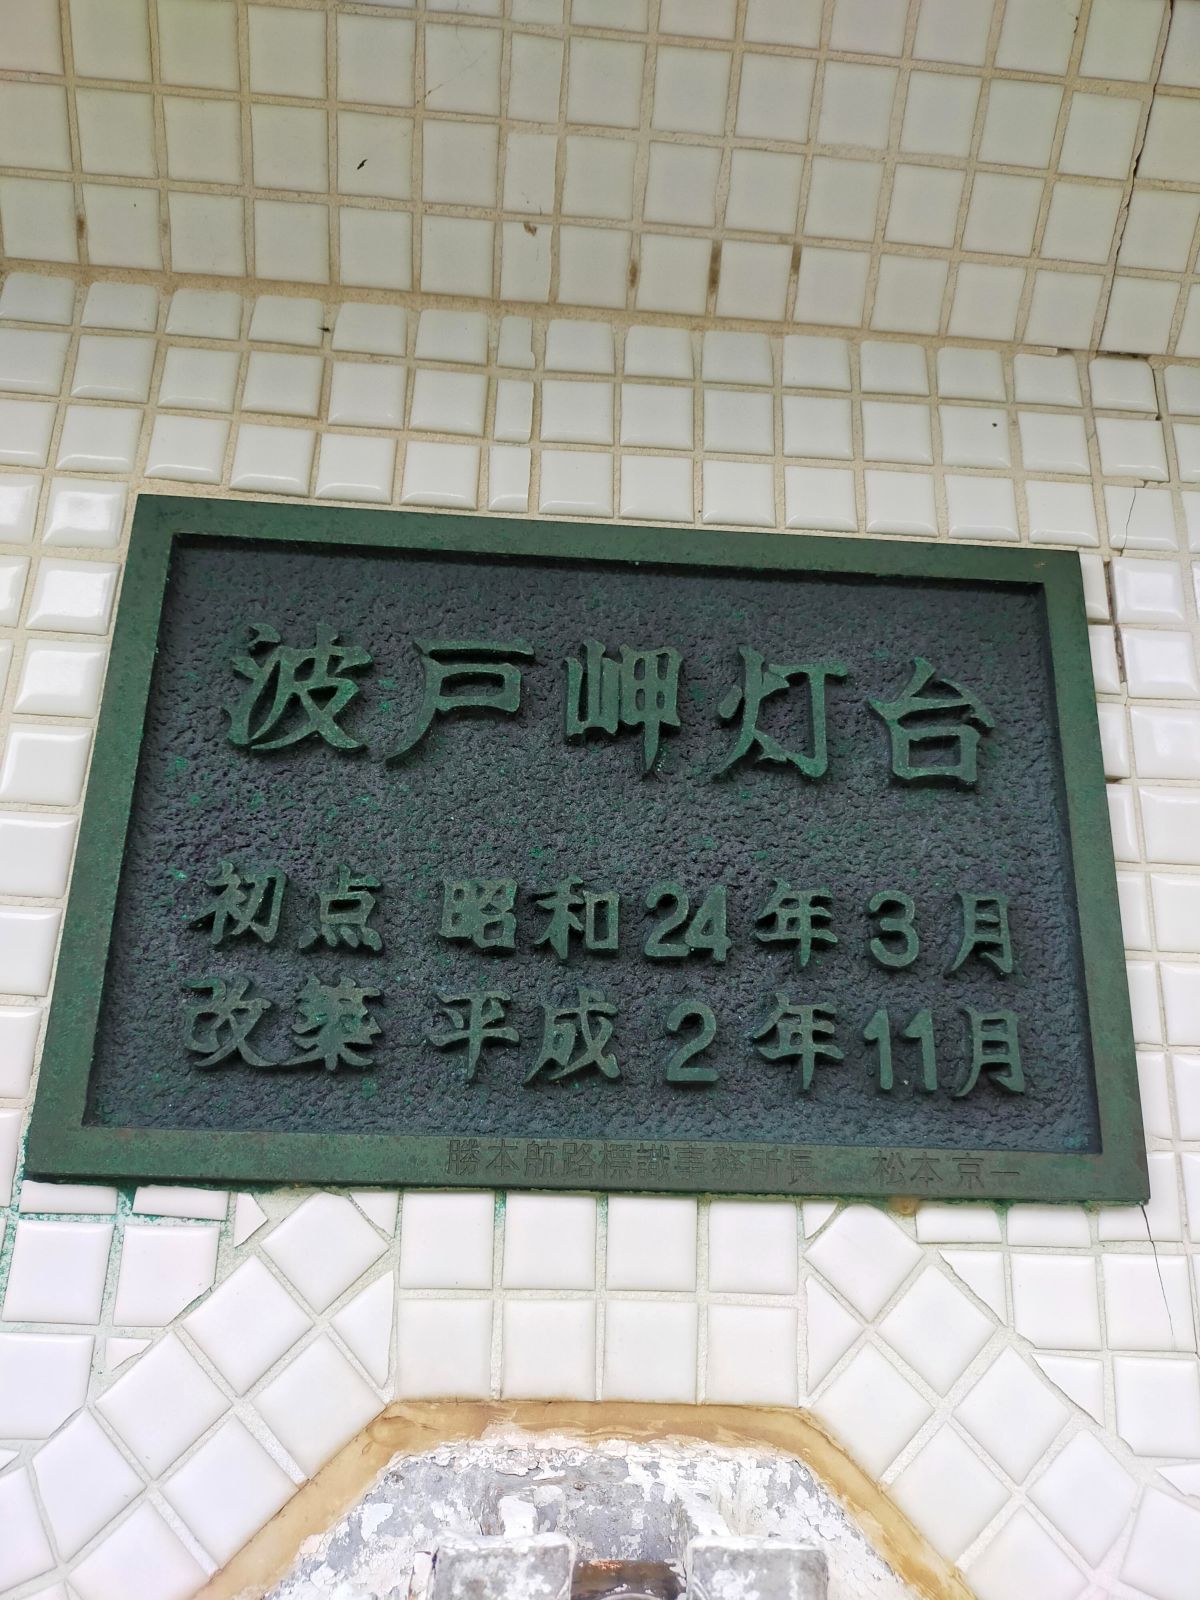 波戸岬灯台
初点 昭和24年3月
改築 平成2年11月
勝本航路標識事務所長 松本京一